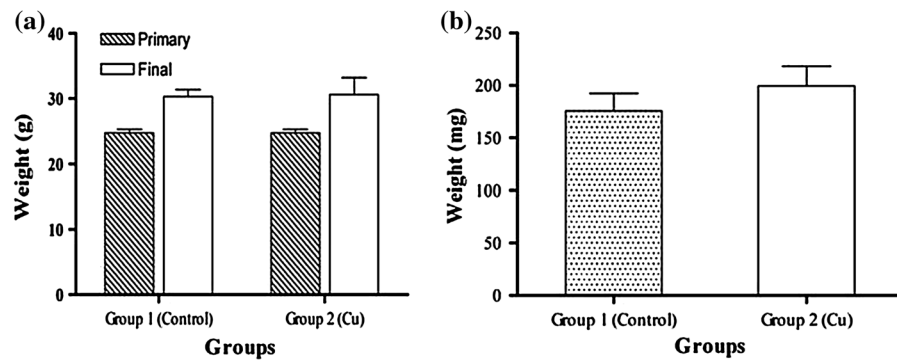 (a)
Primary
Final
Weight (g)
40
30
20
10
0
Group 1 (Control)
Group 2 (Cu)
Groups
(b)
Weight (mg)
250
200
150
100
50
0
Group 1 (Control)
Group 2 (Cu)
Groups